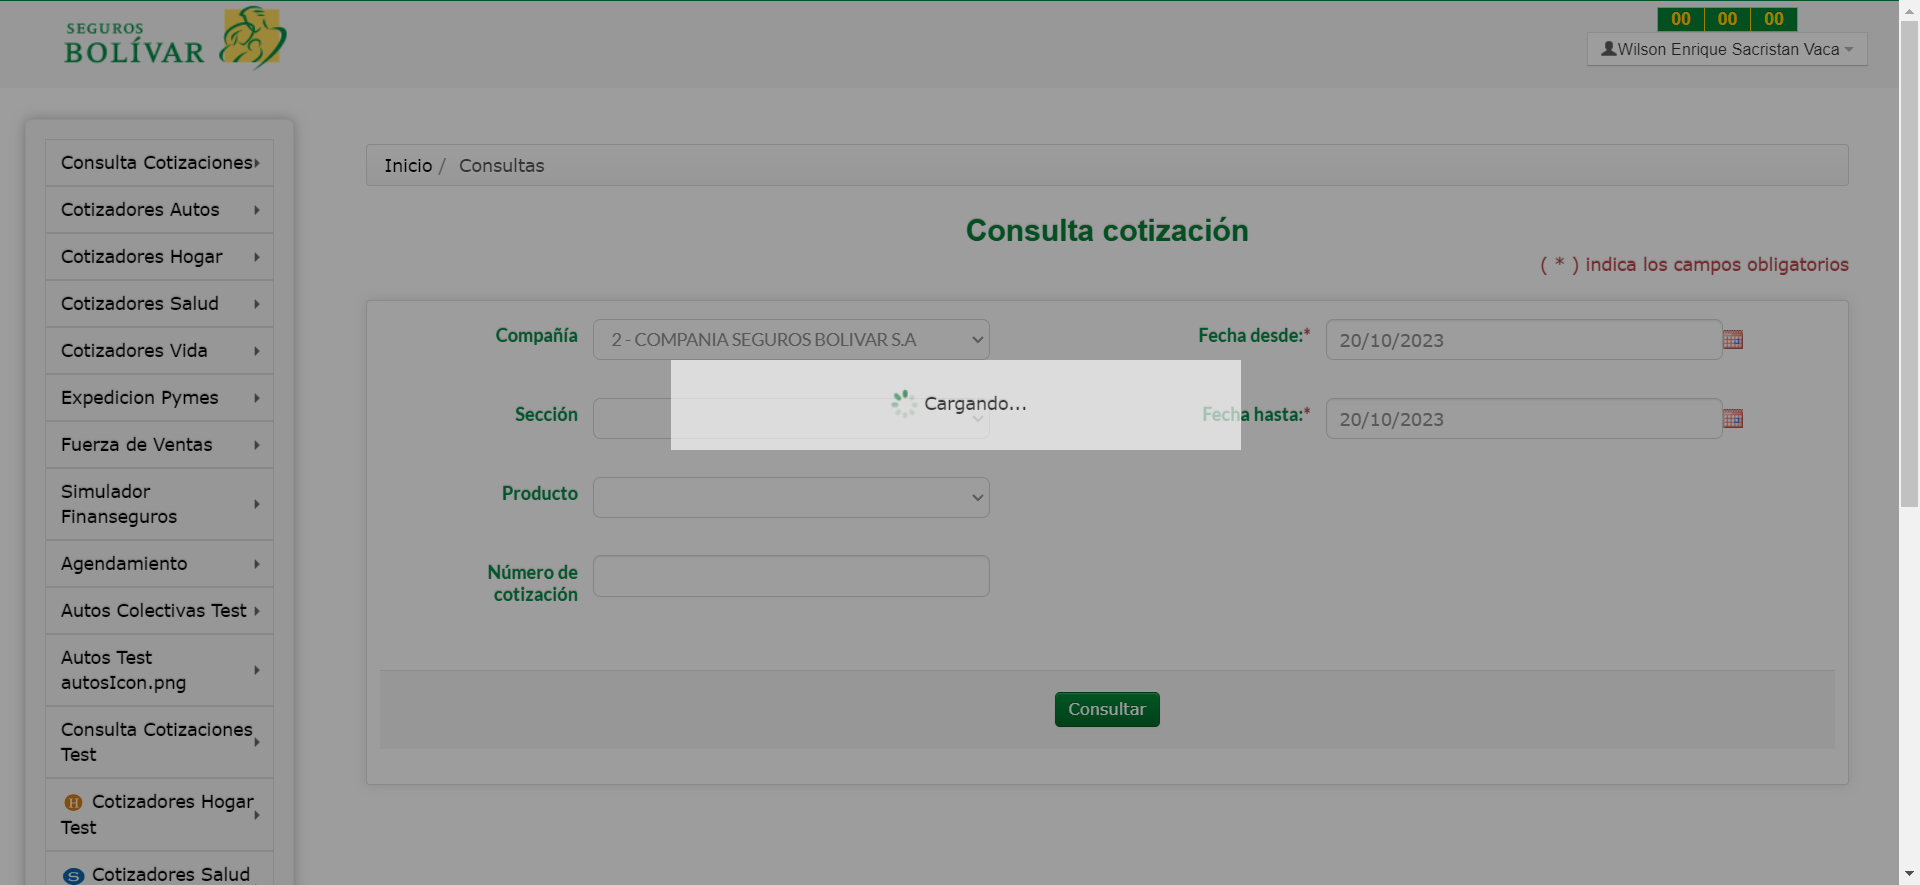 SEGUROS
BOLÍVAR
00 00 00
Wilson Enrique Sacristan Vaca
Consulta Cotizaciones
Cotizadores Autos
Cotizadores Hogar
Cotizadores Salud
Cotizadores Vida
Expedicion Pymes
Fuerza de Ventas
Simulador
Finanseguros
Agendamiento
Autos Colectivas Test
Autos Test
autosIcon.png
Consulta Cotizaciones
Test
H Cotizadores Hogar
Test
S Cotizadores Salud
Inicio / Consultas
Consulta cotización
( * ) indica los campos obligatorios
Compañía 2 - COMPANIA SEGUROS BOLIVAR S.A
Fecha desde:* 20/10/2023
Cargando...
Sección
Fecha hasta:* 20/10/2023
Producto
Número de
cotización
Consultar